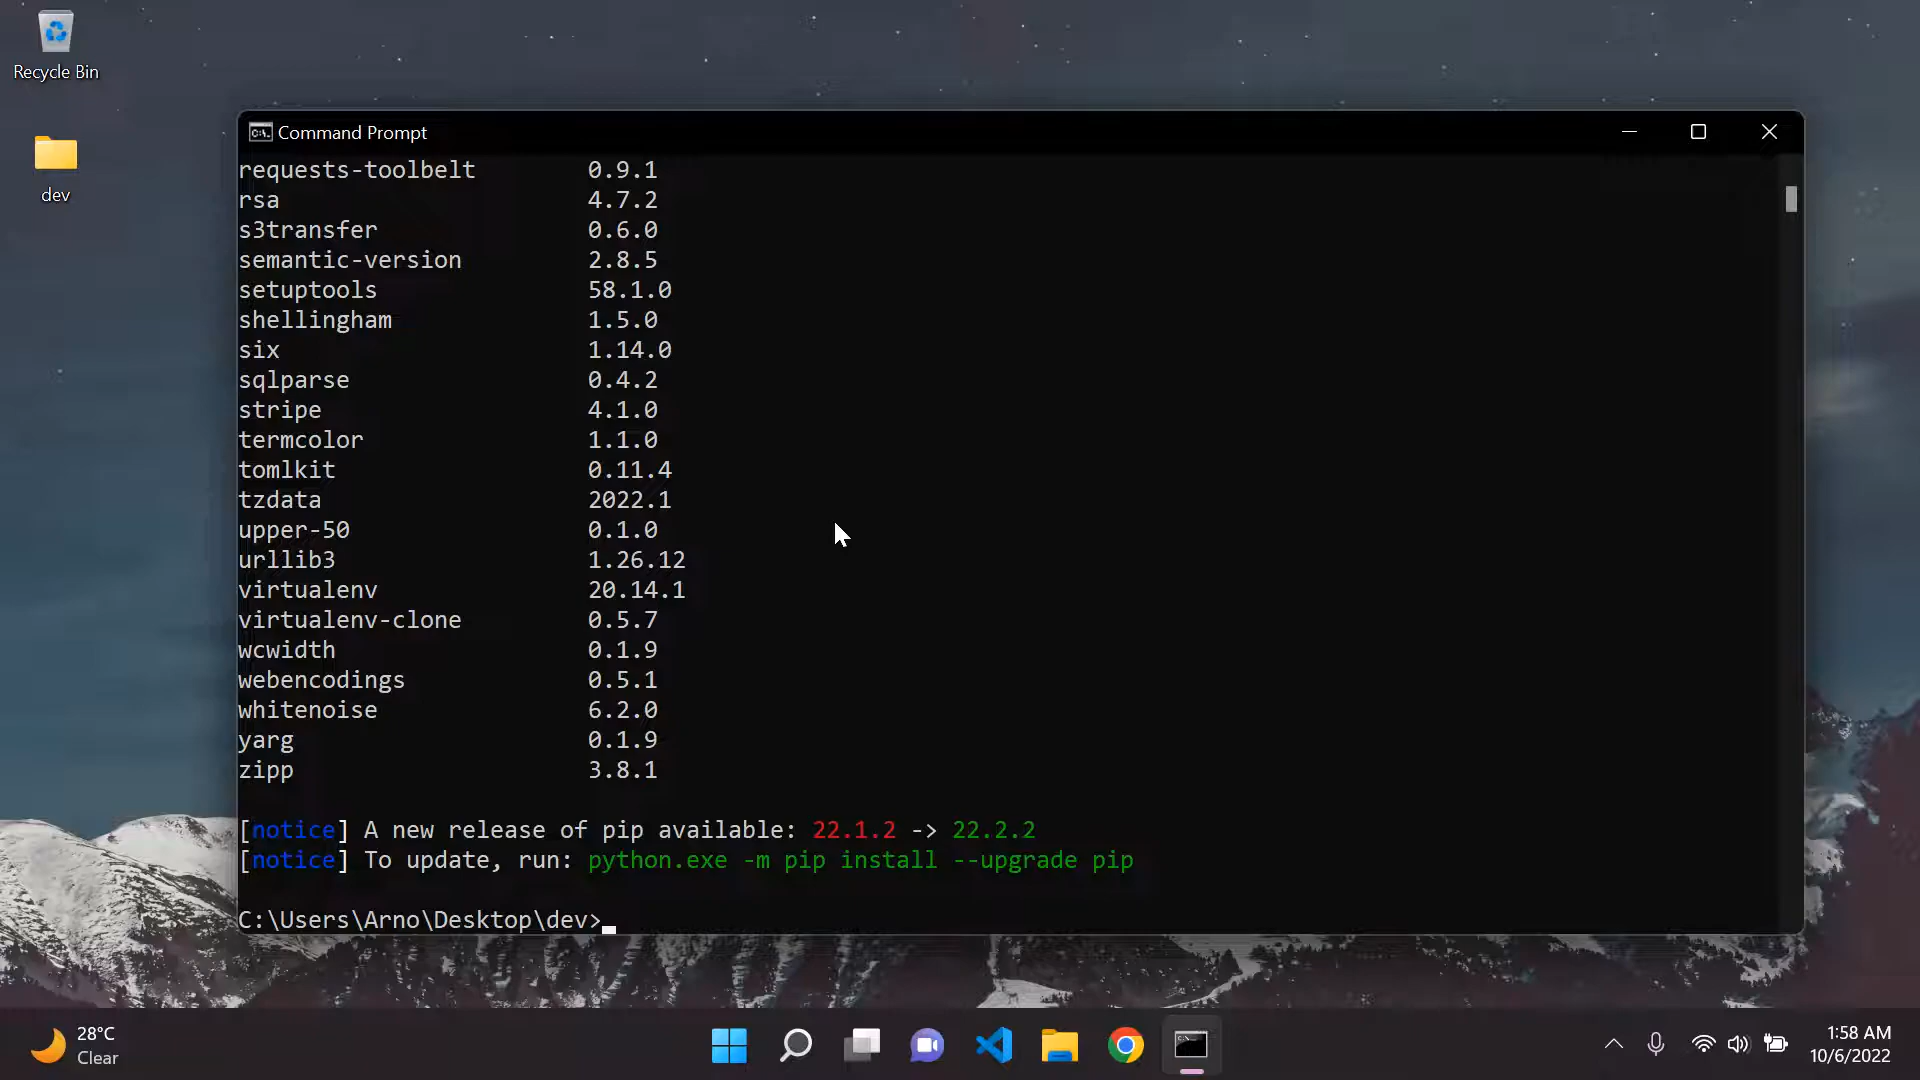 Recycle Bin
dev
Command Prompt
requests-toolbelt 0.9.1
rsa 4.7.2
s3transfer 0.6.0
semantic-version 2.8.5
setuptools 58.1.0
shellingham 1.5.0
six 1.14.0
sqlparse 0.4.2
stripe 4.1.0
termcolor 1.1.0
tomlkit 0.11.4
tzdata 2022.1
upper-50 0.1.0
urllib3 1.26.12
virtualenv 20.14.1
virtualenv-clone 0.5.7
wcwidth 0.1.9
webencodings 0.5.1
whitenoise 6.2.0
yarg 0.1.9
zipp 3.8.1
[notice] A new release of pip available: 22.1.2 -> 22.2.2
[notice] To update, run: python.exe -m pip install --upgrade pip
C:\Users\Arno\Desktop\dev>
28°C
Clear
1:58 AM
10/6/2022